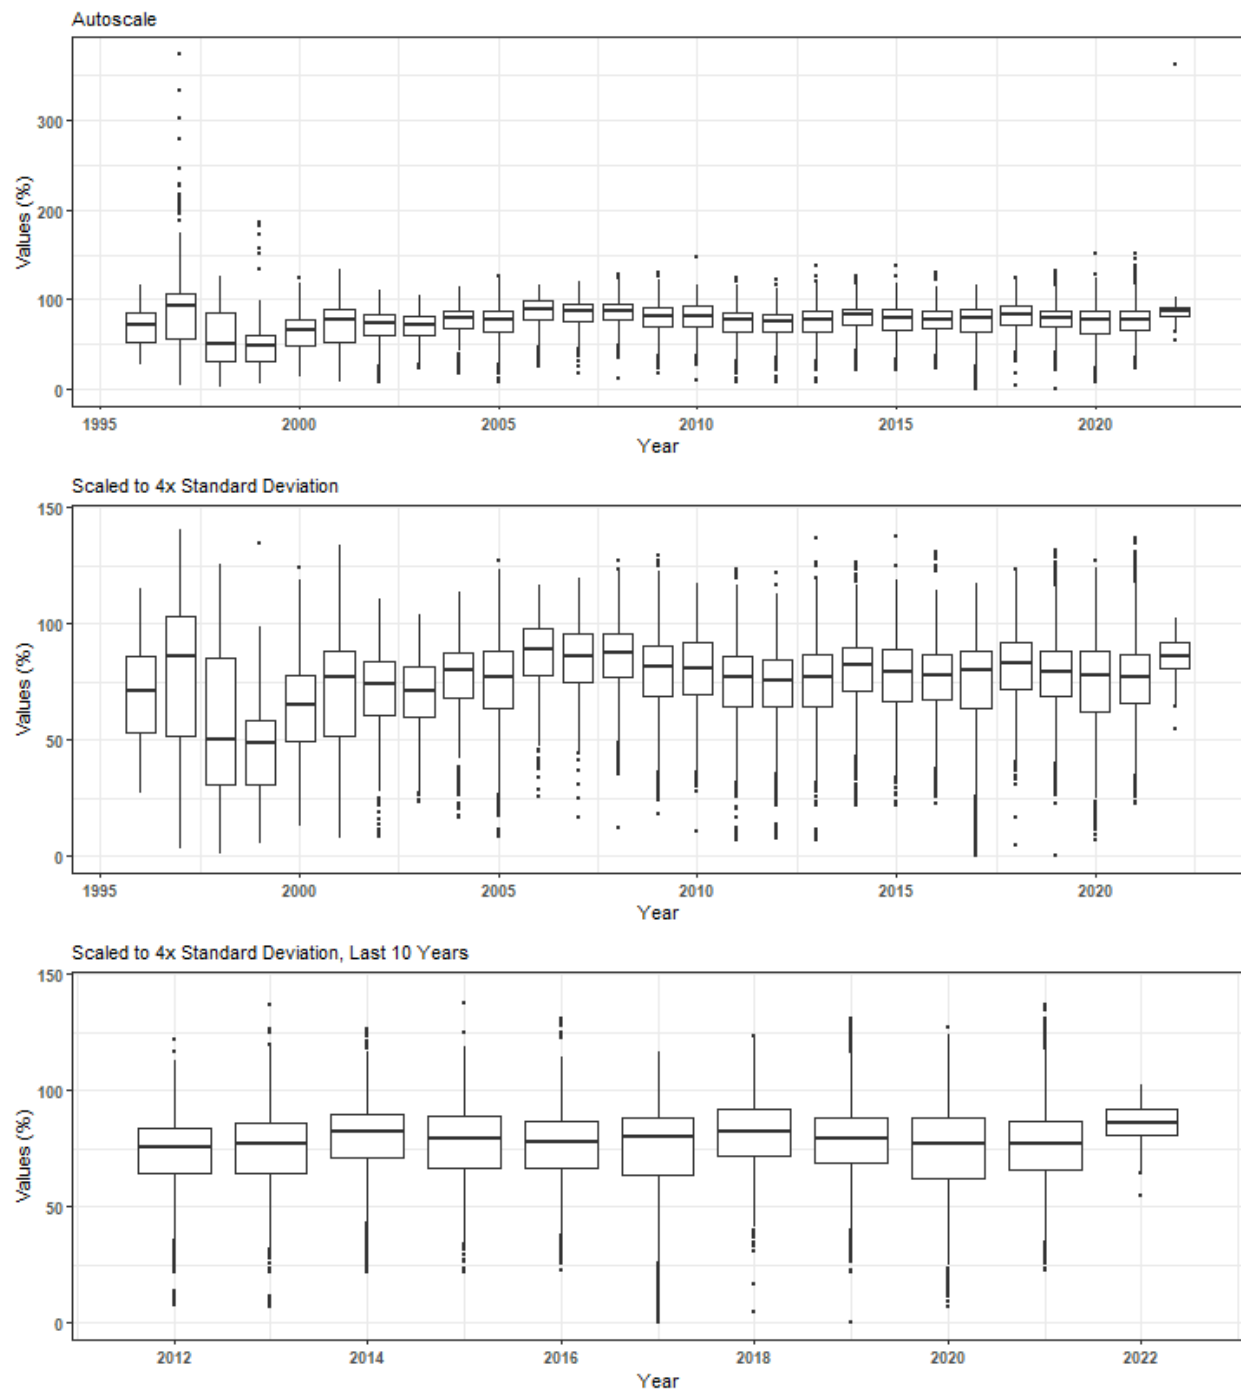 Autoscale
300
200
100
0
Values (%)
1995 2000 2005 2010 2015 2020
Year
Scaled to 4x Standard Deviation
150
100
50
0
Values (%)
1995 2000 2005 2010 2015 2020
Year
Scaled to 4x Standard Deviation, Last 10 Years
150
100
50
0
Values (%)
2012 2014 2016 2018 2020 2022
Year